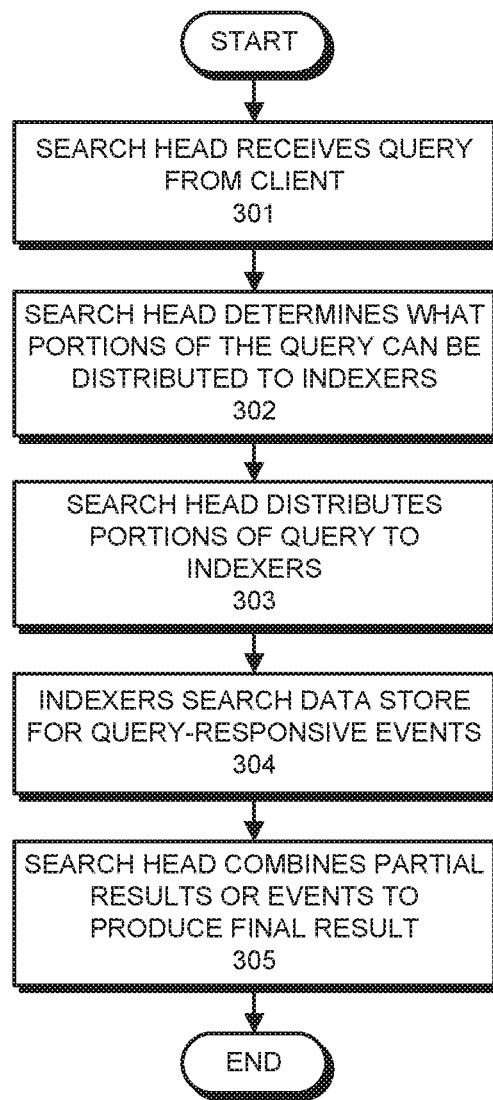 START
SEARCH HEAD RECEIVES QUERY
FROM CLIENT
301
SEARCH HEAD DETERMINES WHAT
PORTIONS OF THE QUERY CAN BE
DISTRIBUTED TO INDEXERS
302
SEARCH HEAD DISTRIBUTES
PORTIONS OF QUERY TO
INDEXERS
303
INDEXERS SEARCH DATA STORE
FOR QUERY-RESPONSIVE EVENTS
304
SEARCH HEAD COMBINES PARTIAL
RESULTS OR EVENTS TO
PRODUCE FINAL RESULT
305
END